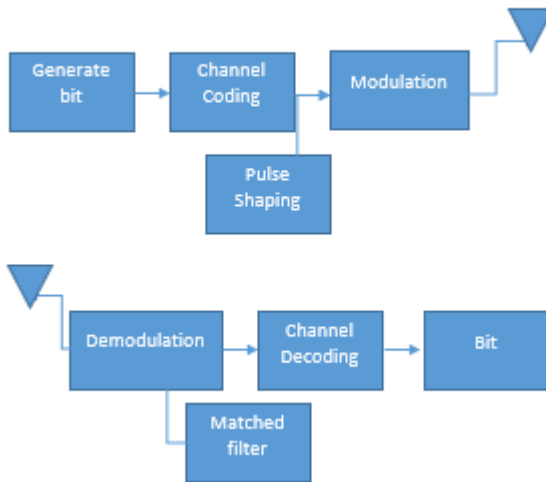 Generate
bit
Channel
Coding
Modulation
Pulse
Shaping
Demodulation
Channel
Decoding
Bit
Matched
filter